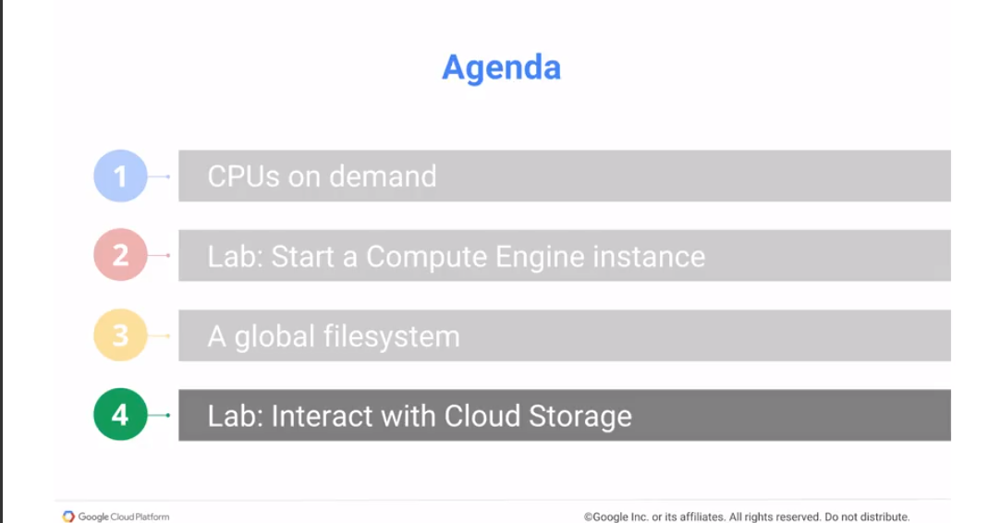 Agenda
1 CPUs on demand
2 Lab: Start a Compute Engine instance
3 A global filesystem
4 Lab: Interact with Cloud Storage
Google Cloud Platform
©Google Inc. or its affiliates. All rights reserved. Do not distribute.